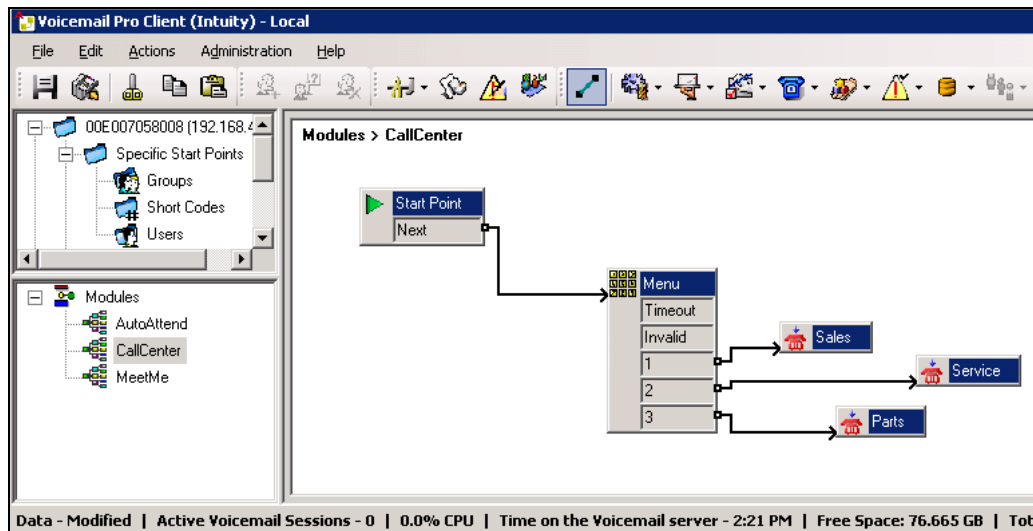 Voicemail Pro Client (Intuity) - Local
File Edit Actions Administration Help
00E007058008 (192.168.4
Specific Start Points
Groups
Short Codes
Users
Modules
AutoAttend
CallCenter
MeetMe
Modules > CallCenter
Start Point
Next
Menu
Timeout
Invalid
1
2
3
Sales
Service
Parts
Data - Modified | Active Voicemail Sessions - 0 | 0.0% CPU | Time on the Voicemail server - 2:21 PM | Free Space: 76.665 GB |